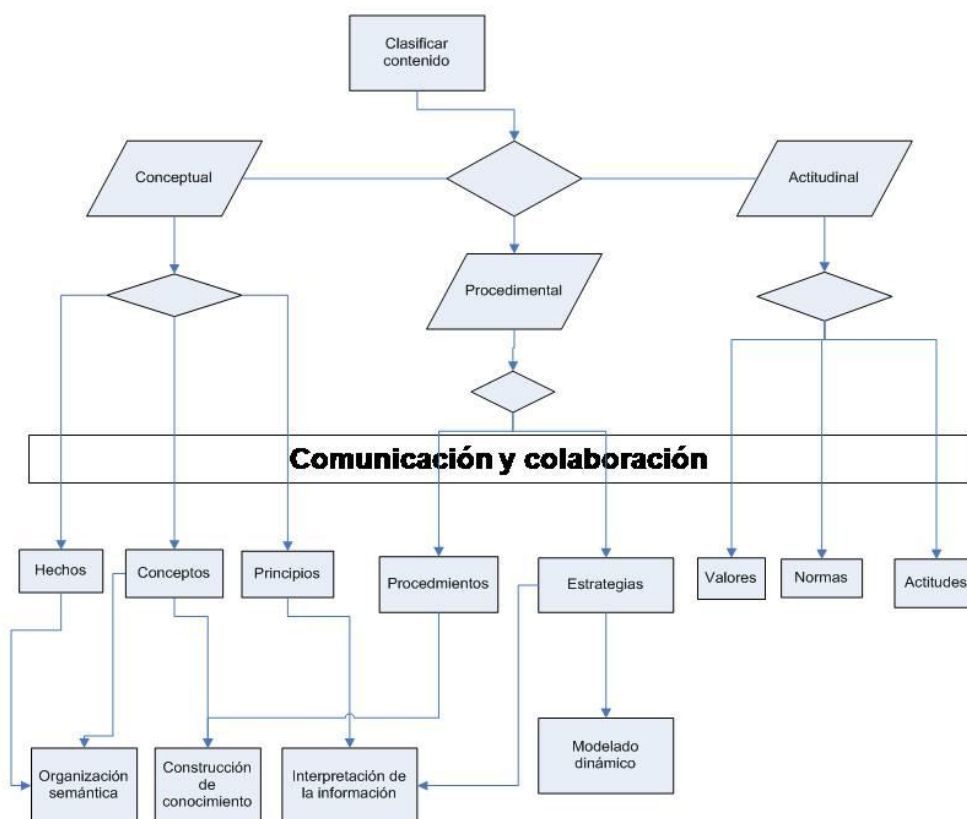 Clasificar
contenido
Conceptual
Actitudinal
Procedimental
Comunicación y colaboración
Hechos
Conceptos
Principios
Procedmientos
Estrategias
Valores
Normas
Actitudes
Organización
semántica
Construcción
de
conocimiento
Interpretación de
la información
Modelado
dinámico